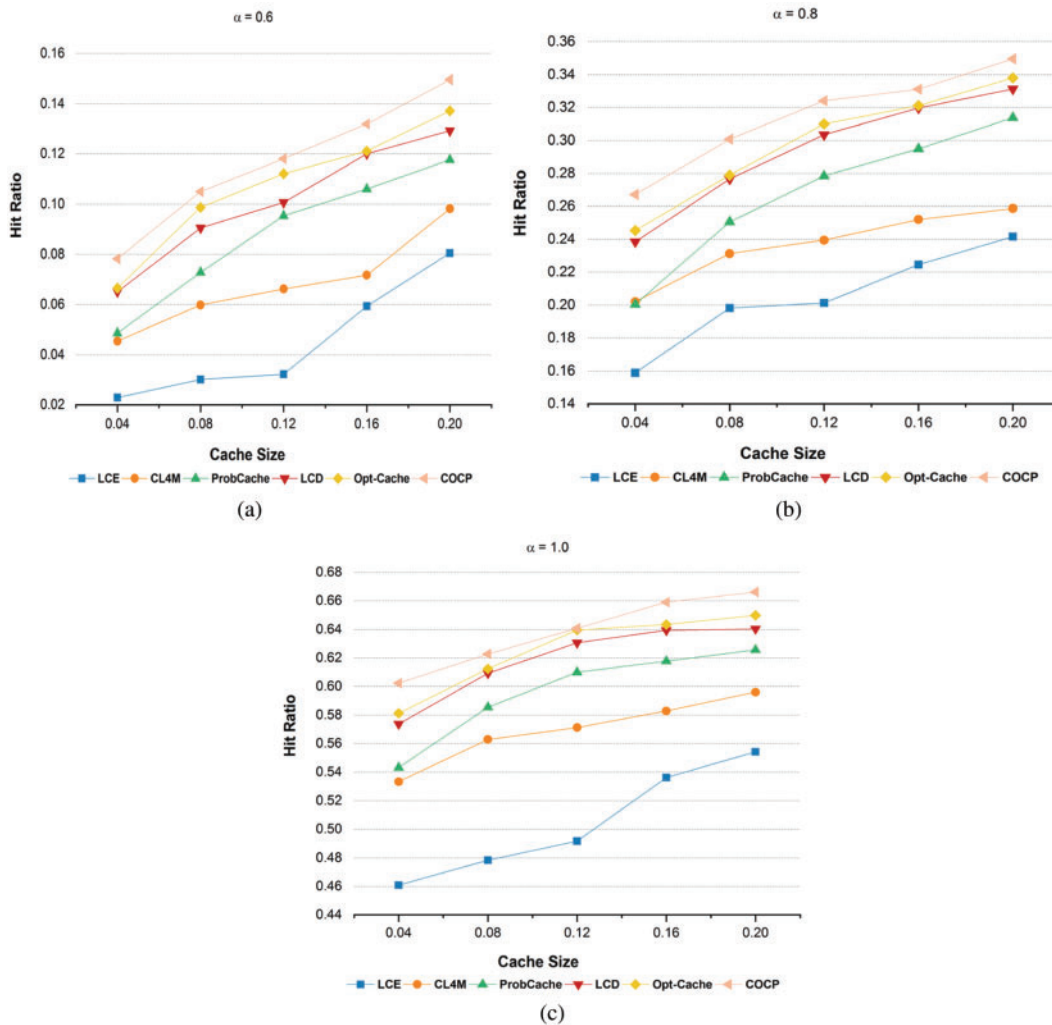 α = 0.6
0.16
0.14
0.12
0.10
0.08
0.06
0.04
0.02
Hit Ratio
0.04 0.08 0.12 0.16 0.20
Cache Size
LCE CL4M ProbCache LCD Opt-Cache COCP
(a)
α = 0.8
0.36
0.34
0.32
0.30
0.28
0.26
0.24
0.22
0.20
0.18
0.16
0.14
Hit Ratio
0.04 0.08 0.12 0.16 0.20
Cache Size
LCE CL4M ProbCache LCD Opt-Cache COCP
(b)
α = 1.0
0.68
0.66
0.64
0.62
0.60
0.58
0.56
0.54
0.52
0.50
0.48
0.46
0.44
Hit Ratio
0.04 0.08 0.12 0.16 0.20
Cache Size
LCE CL4M ProbCache LCD Opt-Cache COCP
(c)